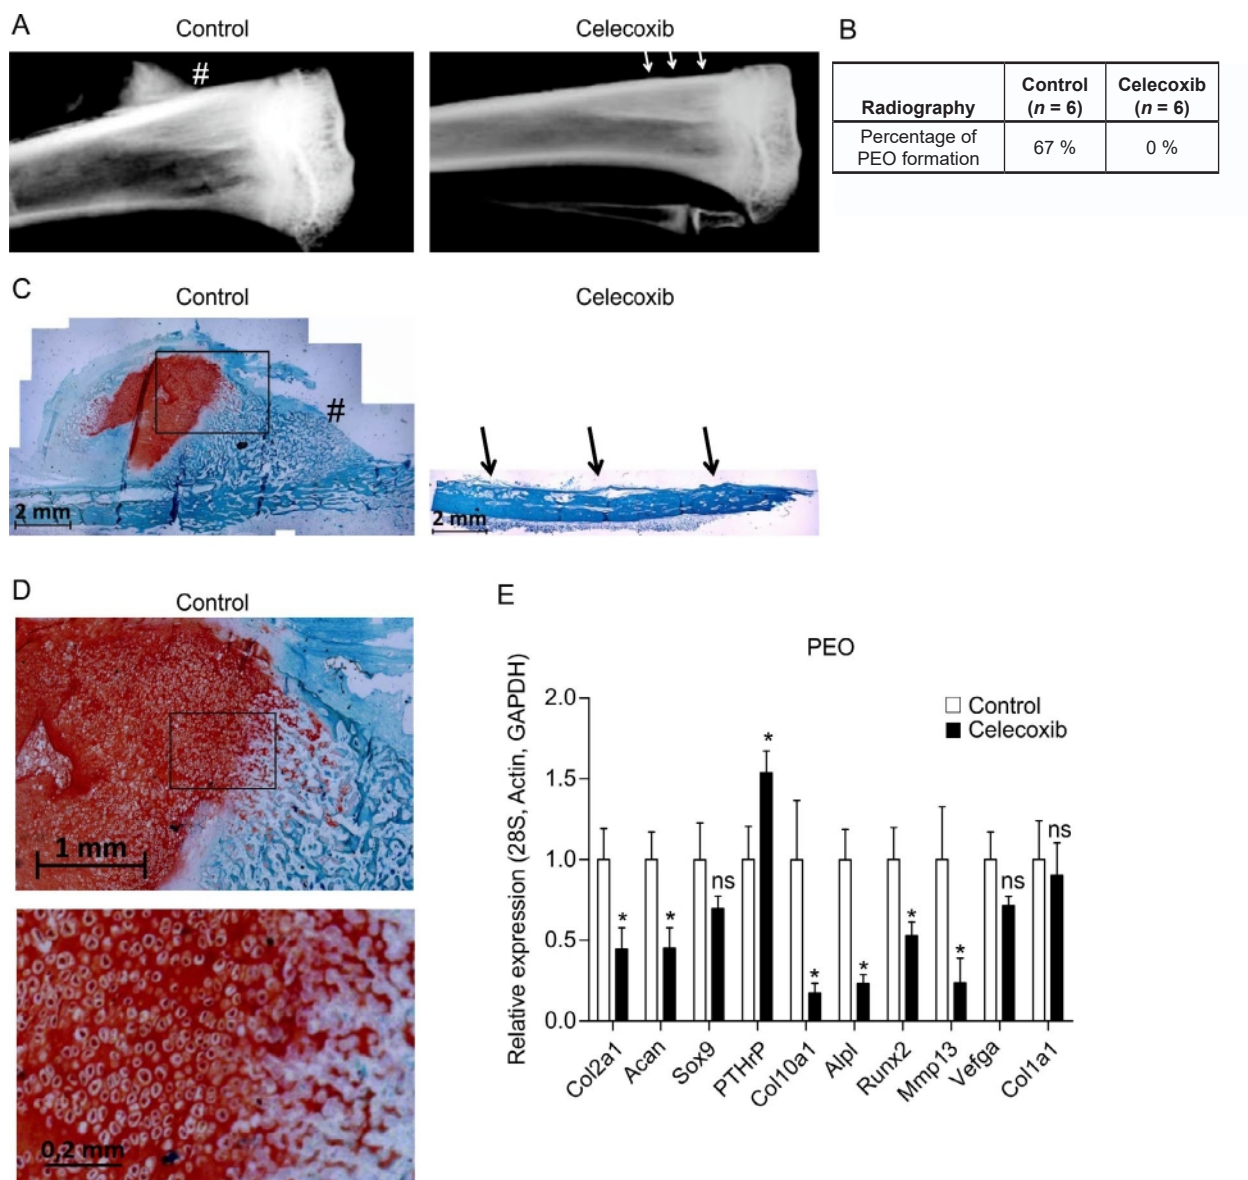 A
Control
Celecoxib
#
B
Radiography
Control
(n = 6)
Celecoxib
(n = 6)
Percentage of
PEO formation
67 %
0 %
C
Control
Celecoxib
#
2 mm
2 mm
D
Control
1 mm
0,2 mm
E
PEO
Relative expression (28S, Actin, GAPDH)
Control
Celecoxib
2.0
1.5
1.0
0.5
0.0
*
*
ns
*
*
*
*
*
ns
ns
Col2a1
Acan
Sox9
PTHrP
Col10a1
Alpl
Runx2
Mmp13
Vefga
Col1a1